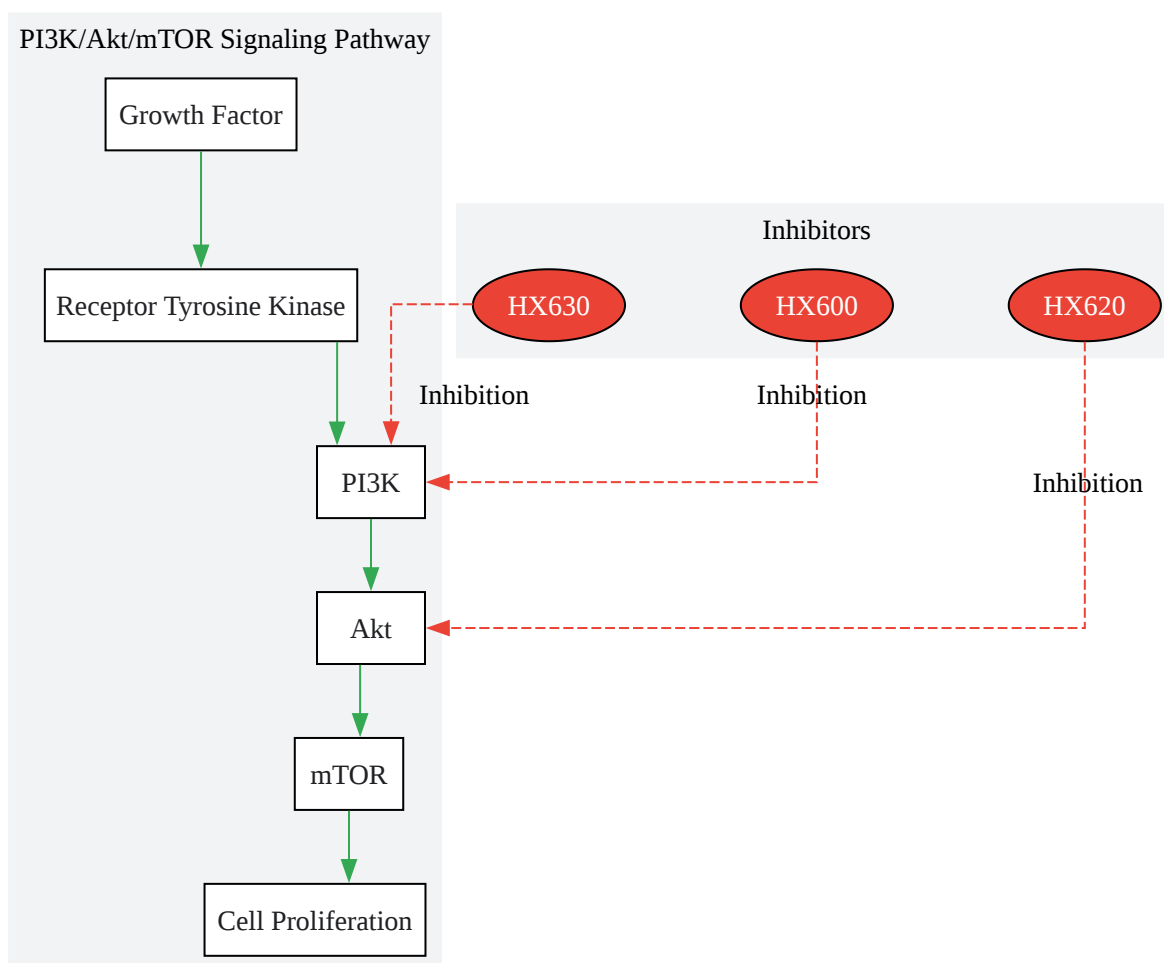 PI3K/Akt/mTOR Signaling Pathway
Growth Factor
Inhibitors
Receptor Tyrosine Kinase
HX630
HX600
HX620
Inhibition
Inhibition
PI3K
Inhibition
Akt
mTOR
Cell Proliferation